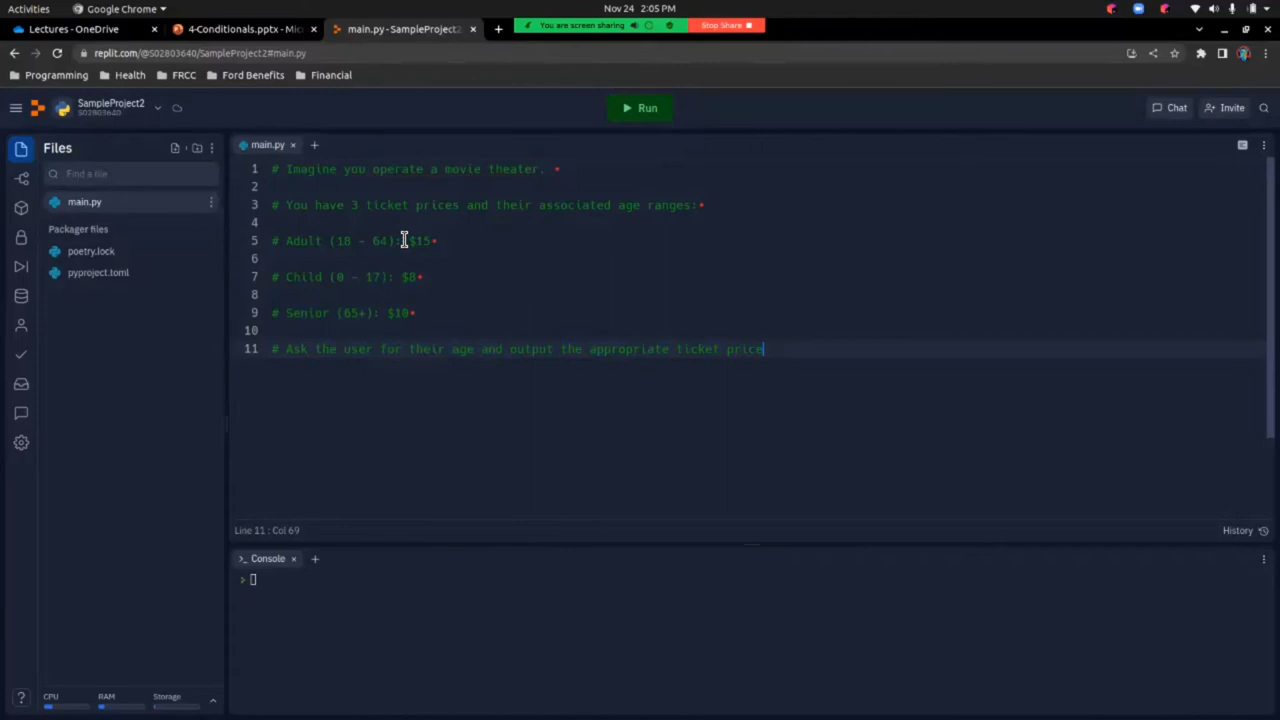 Activities
Google Chrome
Nov 24 2:05 PM
You are screen sharing
Stop Share
Lectures - OneDrive
4-Conditionals.pptx - Mic
main.py - SampleProject2
replit.com/@S02803640/SampleProject2#main.py
Programming
Health
FRCC
Ford Benefits
Financial
SampleProject2
S02803640
Run
Chat
Invite
Files
Find a file
main.py
Packager files
poetry.lock
pyproject.toml
main.py
1 # Imagine you operate a movie theater.
2
3 # You have 3 ticket prices and their associated age ranges:
4
5 # Adult (18 - 64): $15
6
7 # Child (0 - 17): $8
8
9 # Senior (65+): $10
10
11 # Ask the user for their age and output the appropriate ticket price
Line 11 : Col 69
History
Console
CPU
RAM
Storage